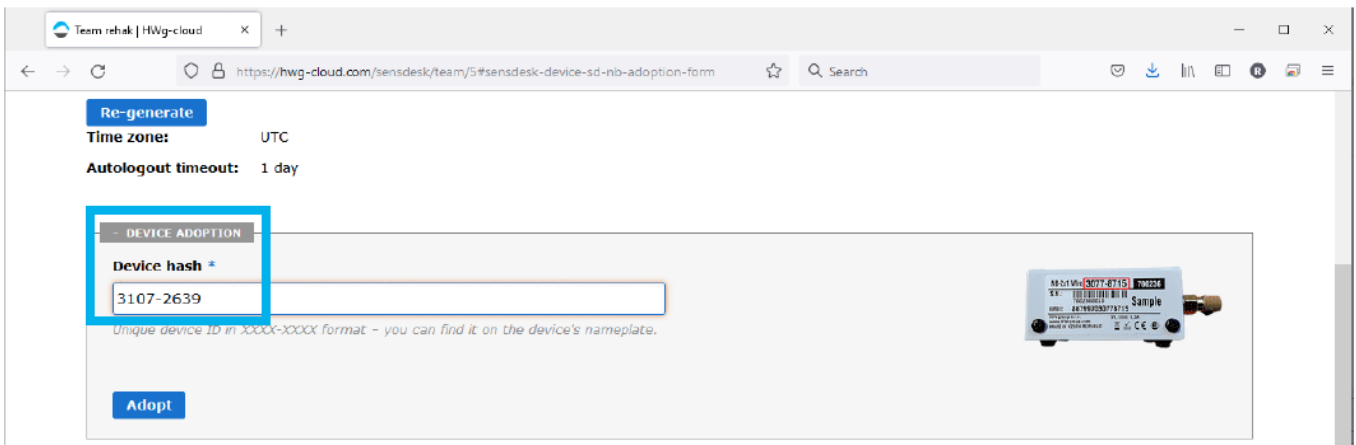 Team rehak | HWg-cloud
https://hwg-cloud.com/sensdesk/team/5#sensdesk-device-sd-nb-adoption-form
Search
Re-generate
Time zone: UTC
Autologout timeout: 1 day
- DEVICE ADOPTION
Device hash *
3107-2639
Unique device ID in XXXX-XXXX format – you can find it on the device's nameplate.
3077-8715 700236
Sample
Adopt